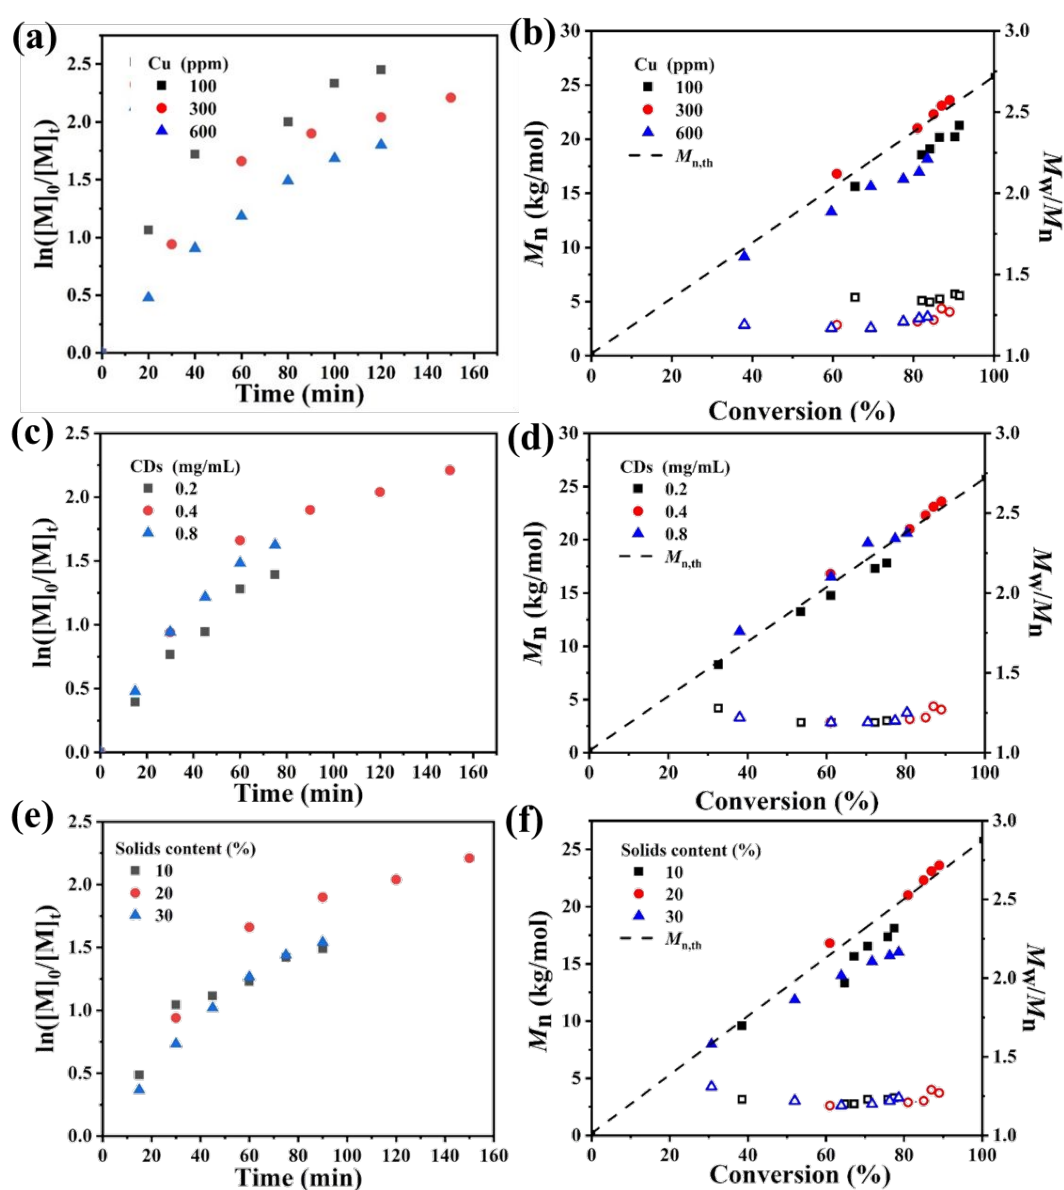 (a)
2.5
2.0
1.5
1.0
0.5
0.0
ln([M]0/[M]t)
Cu (ppm)
100
300
600
0 20 40 60 80 100 120 140 160
Time (min)
(b)
30
25
20
15
10
5
0
Mn (kg/mol)
Cu (ppm)
100
300
600
Mn,th
3.0
2.5
2.0
1.5
1.0
Mw/Mn
0 20 40 60 80 100
Conversion (%)
(c)
2.5
2.0
1.5
1.0
0.5
0.0
ln([M]0/[M]t)
CDs (mg/mL)
0.2
0.4
0.8
0 20 40 60 80 100 120 140 160
Time (min)
(d)
30
25
20
15
10
5
0
Mn (kg/mol)
CDs (mg/mL)
0.2
0.4
0.8
Mn,th
3.0
2.5
2.0
1.5
1.0
Mw/Mn
0 20 40 60 80 100
Conversion (%)
(e)
2.5
2.0
1.5
1.0
0.5
0.0
ln([M]0/[M]t)
Solids content (%)
10
20
30
0 20 40 60 80 100 120 140 160
Time (min)
(f)
25
20
15
10
5
0
Mn (kg/mol)
Solids content (%)
10
20
30
Mn,th
3.0
2.5
2.0
1.5
1.0
Mw/Mn
0 20 40 60 80 100
Conversion (%)